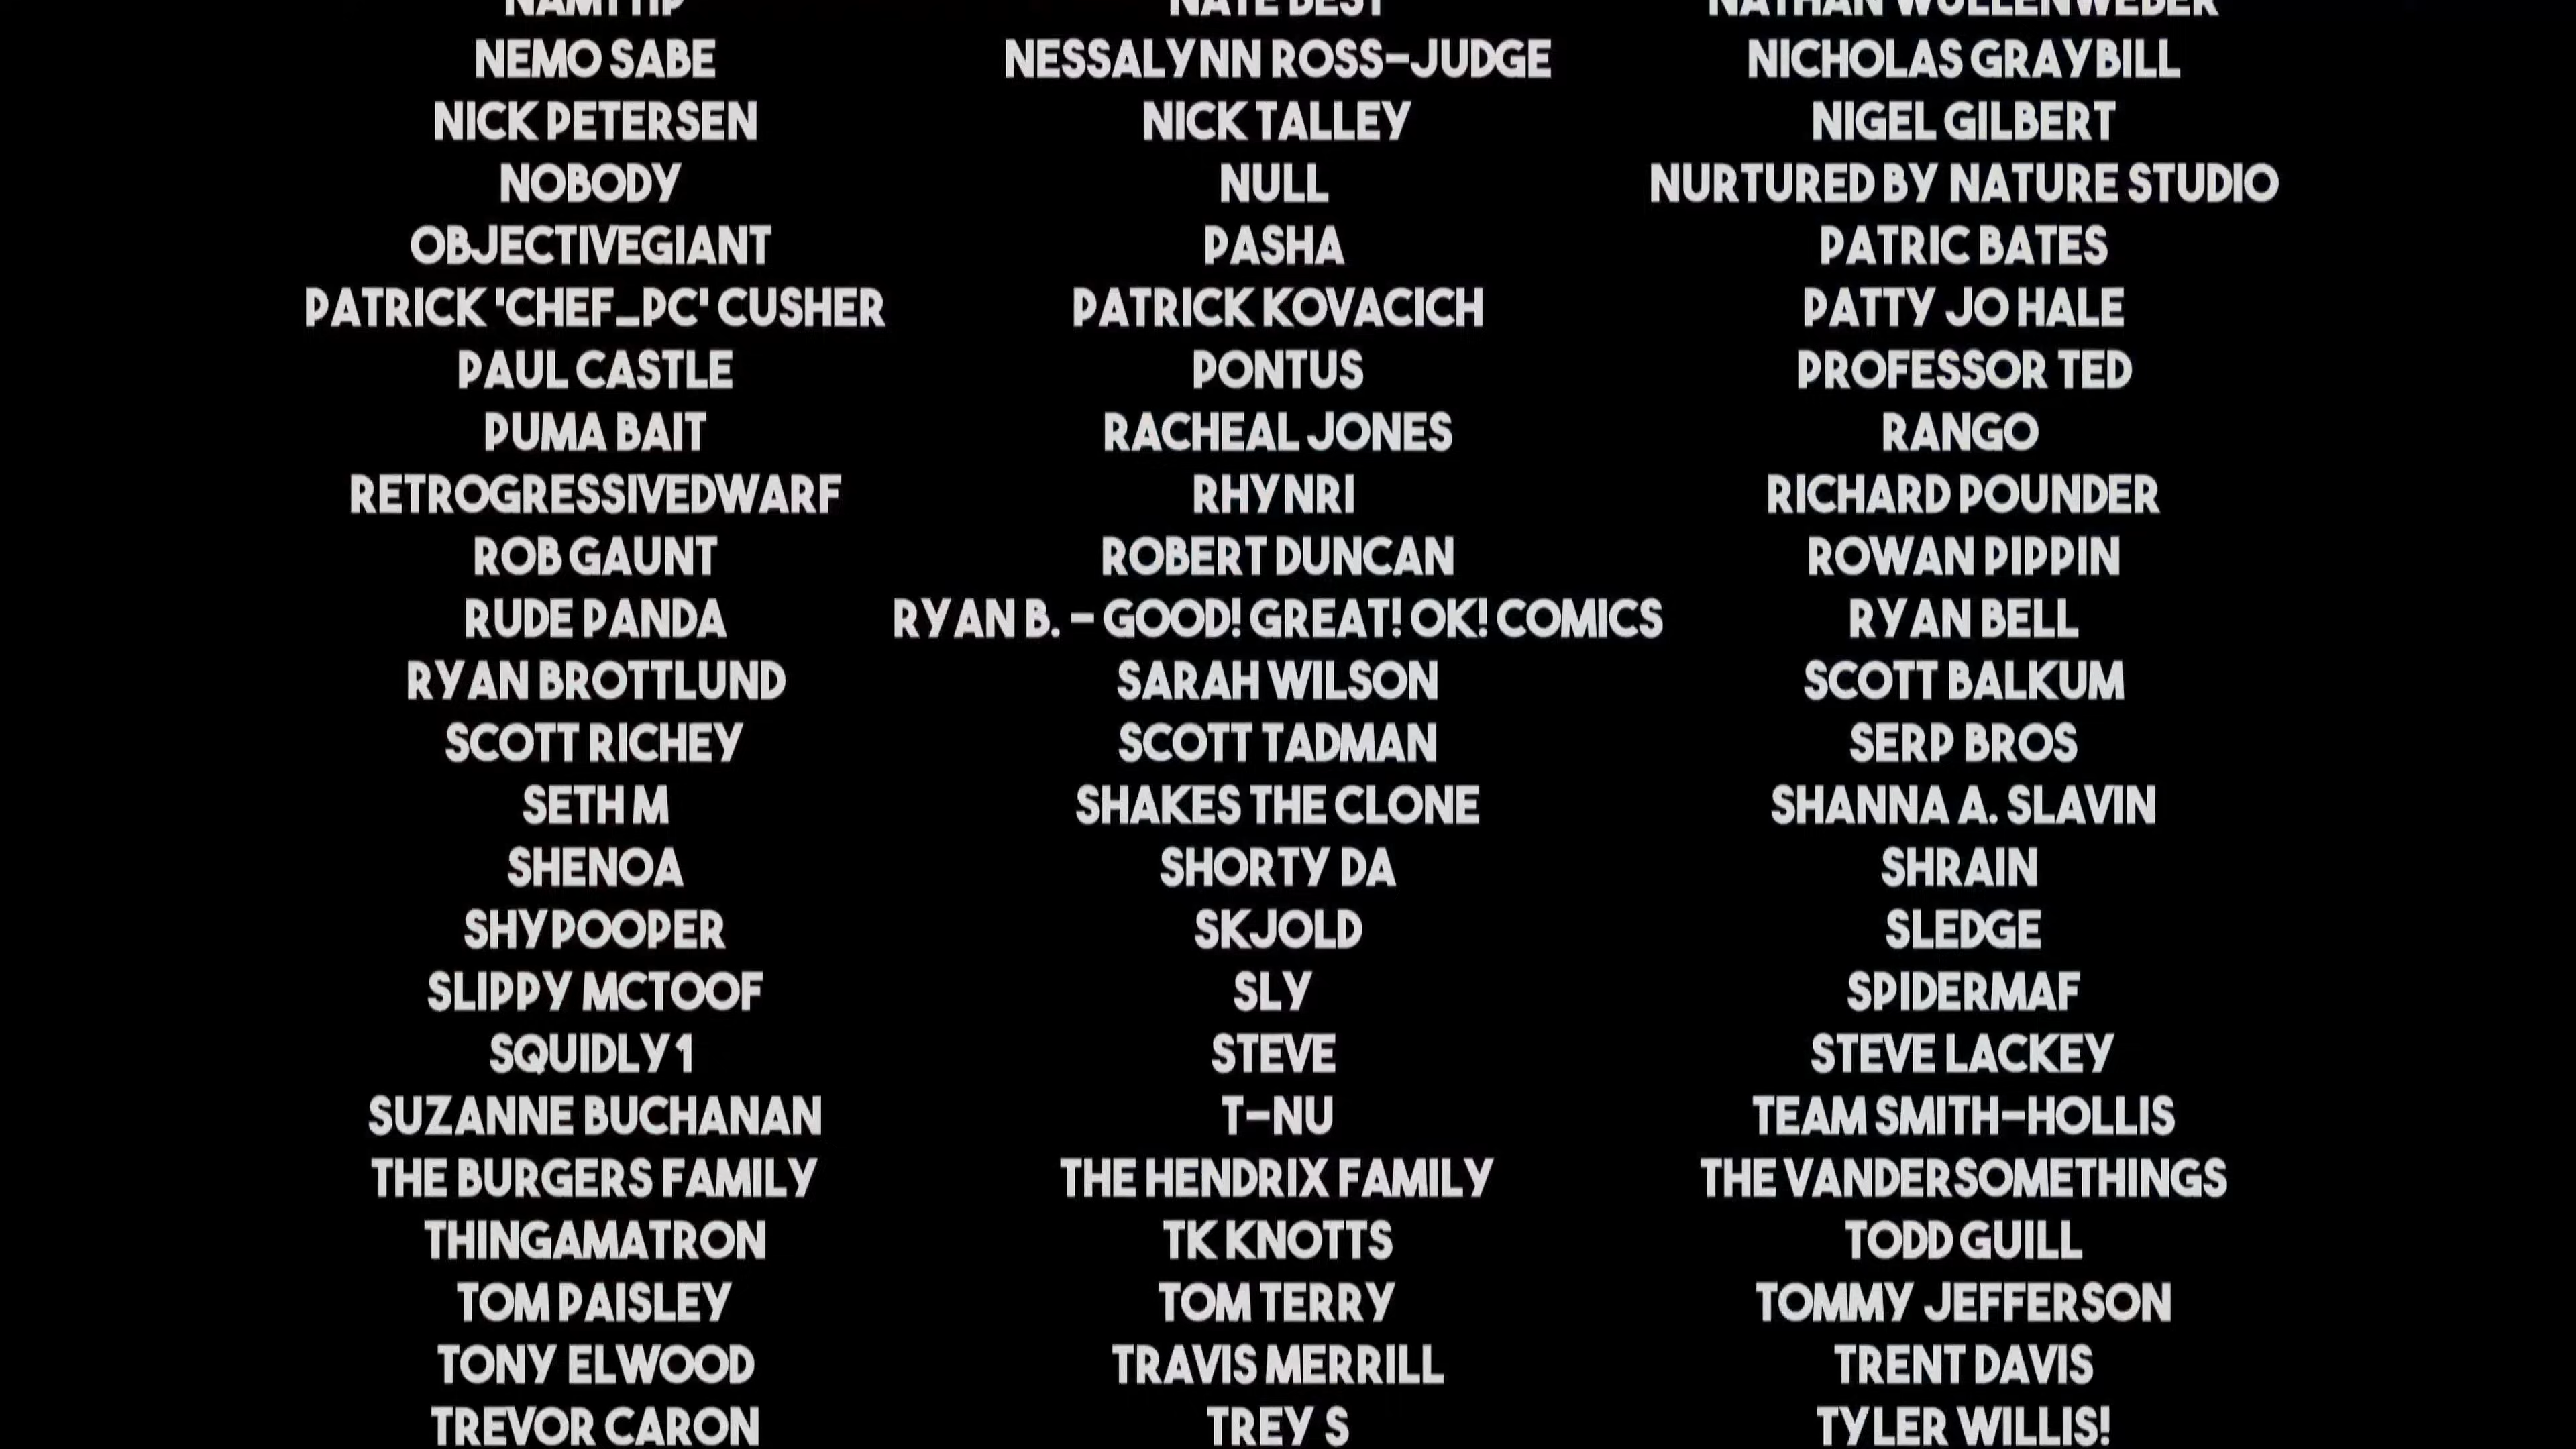 NATE BEST
NATHAN WULLENWEBER
NEMO SABE
NESSALYNN ROSS-JUDGE
NICHOLAS GRAYBILL
NICK PETERSEN
NICK TALLEY
NIGEL GILBERT
NOBODY
NULL
NURTURED BY NATURE STUDIO
OBJECTIVEGIANT
PASHA
PATRIC BATES
PATRICK 'CHEF_PC' CUSHER
PATRICK KOVACICH
PATTY JO HALE
PAUL CASTLE
PONTUS
PROFESSOR TED
PUMA BAIT
RACHEAL JONES
RANGO
RETROGRESSIVEDWARF
RHYNRI
RICHARD POUNDER
ROB GAUNT
ROBERT DUNCAN
ROWAN PIPPIN
RUDE PANDA
RYAN B. - GOOD! GREAT! OK! COMICS
RYAN BELL
RYAN BROTTLUND
SARAH WILSON
SCOTT BALKUM
SCOTT RICHEY
SCOTT TADMAN
SERP BROS
SETH M
SHAKES THE CLONE
SHANNA A. SLAVIN
SHENOA
SHORTY DA
SHRAIN
SHYPOOPER
SKJOLD
SLEDGE
SLIPPY MCTOOF
SLY
SPIDERMAF
SQUIDLY1
STEVE
STEVE LACKEY
SUZANNE BUCHANAN
T-NU
TEAM SMITH-HOLLIS
THE BURGERS FAMILY
THE HENDRIX FAMILY
THE VANDERSOMETHINGS
THINGAMATRON
TK KNOTTS
TODD GUILL
TOM PAISLEY
TOM TERRY
TOMMY JEFFERSON
TONY ELWOOD
TRAVIS MERRILL
TRENT DAVIS
TREVOR CARON
TREY S
TYLER WILLIS!